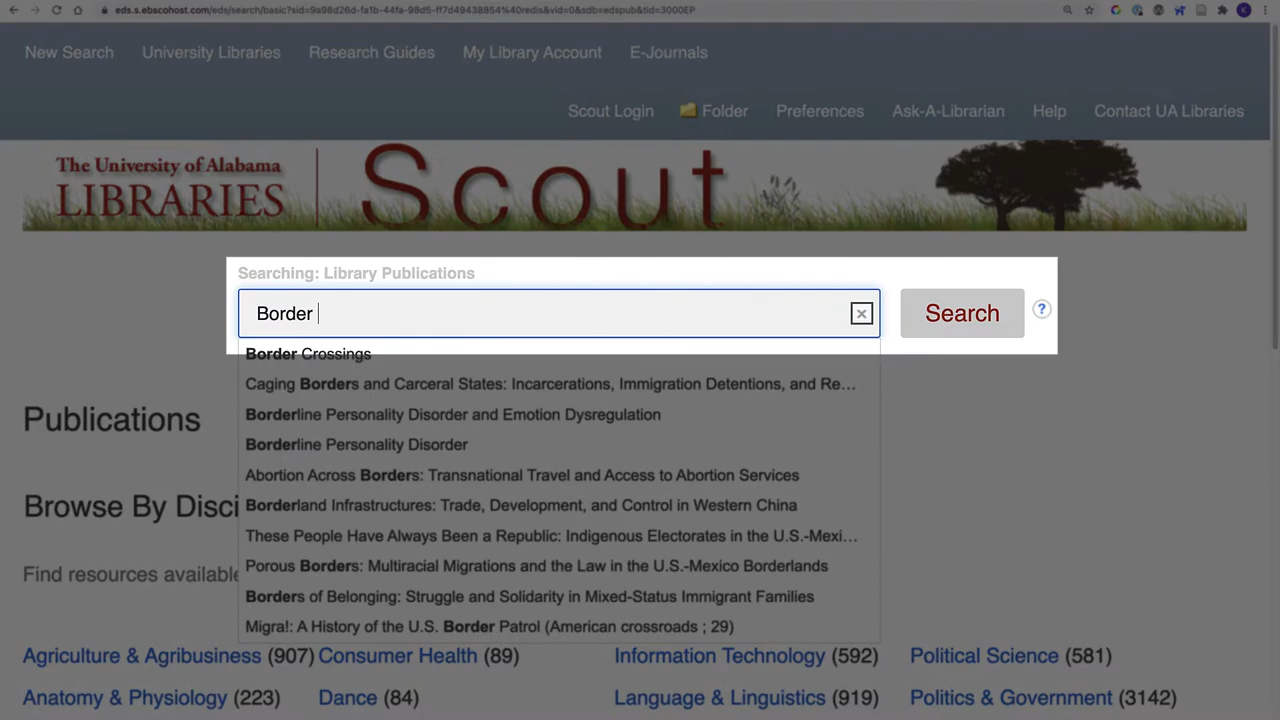 eds.s.ebscohost.com/eds/search/basic?sid=9a98d26d-fa1b-44fa-98d5-ff7d49438854%40redis&vid=0&sdb=edspub&tid=3000EP
New Search University Libraries Research Guides My Library Account E-Journals
Scout Login Folder Preferences Ask-A-Librarian Help Contact UA Libraries
The University of Alabama
LIBRARIES
Scout
Searching: Library Publications
Border
Search
?
Border Crossings
Caging Borders and Carceral States: Incarcerations, Immigration Detentions, and Re…
Publications
Borderline Personality Disorder and Emotion Dysregulation
Borderline Personality Disorder
Abortion Across Borders: Transnational Travel and Access to Abortion Services
Browse By Disci
Borderland Infrastructures: Trade, Development, and Control in Western China
These People Have Always Been a Republic: Indigenous Electorates in the U.S.-Mexi…
Find resources available
Porous Borders: Multiracial Migrations and the Law in the U.S.-Mexico Borderlands
Borders of Belonging: Struggle and Solidarity in Mixed-Status Immigrant Families
Migra!: A History of the U.S. Border Patrol (American crossroads ; 29)
Agriculture & Agribusiness (907) Consumer Health (89) Information Technology (592) Political Science (581)
Anatomy & Physiology (223) Dance (84) Language & Linguistics (919) Politics & Government (3142)